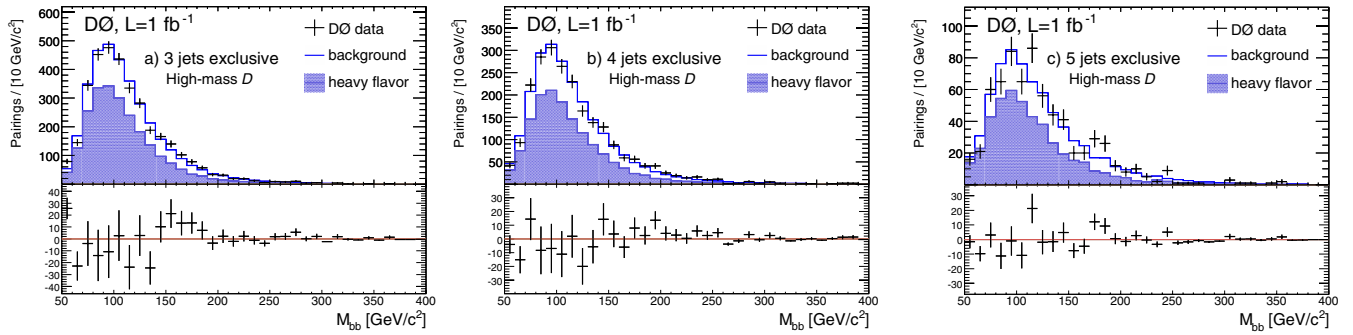 DØ, L=1 fb-1
a) 3 jets exclusive
High-mass D
DØ data
background
heavy flavor
Pairings / [10 GeV/c²]
500
400
300
200
100
40
30
20
10
0
-10
-20
-30
-40
50 100 150 200 250 300 350 400
M_bb [GeV/c²]
DØ, L=1 fb-1
b) 4 jets exclusive
High-mass D
DØ data
background
heavy flavor
Pairings / [10 GeV/c²]
350
300
250
200
150
100
50
30
20
10
0
-10
-20
-30
50 100 150 200 250 300 350 400
M_bb [GeV/c²]
DØ, L=1 fb-1
c) 5 jets exclusive
High-mass D
DØ data
background
heavy flavor
Pairings / [10 GeV/c²]
100
80
60
40
20
30
20
10
0
-10
-20
-30
50 100 150 200 250 300 350 400
M_bb [GeV/c²]